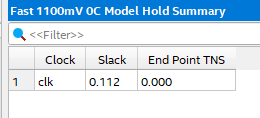 Fast 1100mV 0C Model Hold Summary
<<Filter>>
Clock Slack End Point TNS
1 clk 0.112 0.000